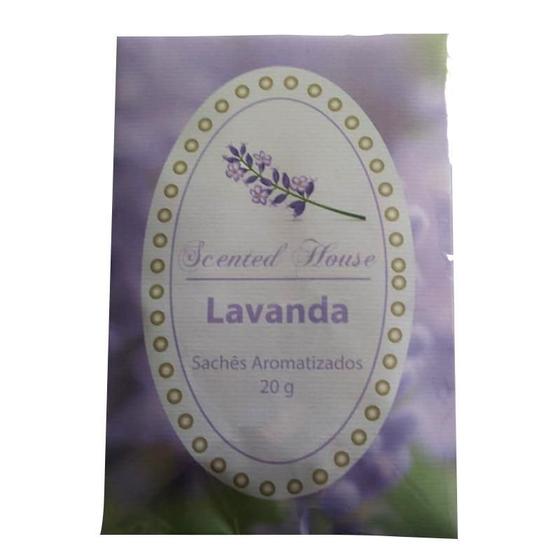 Scented House
Lavanda
Sachês Aromatizados
20 g